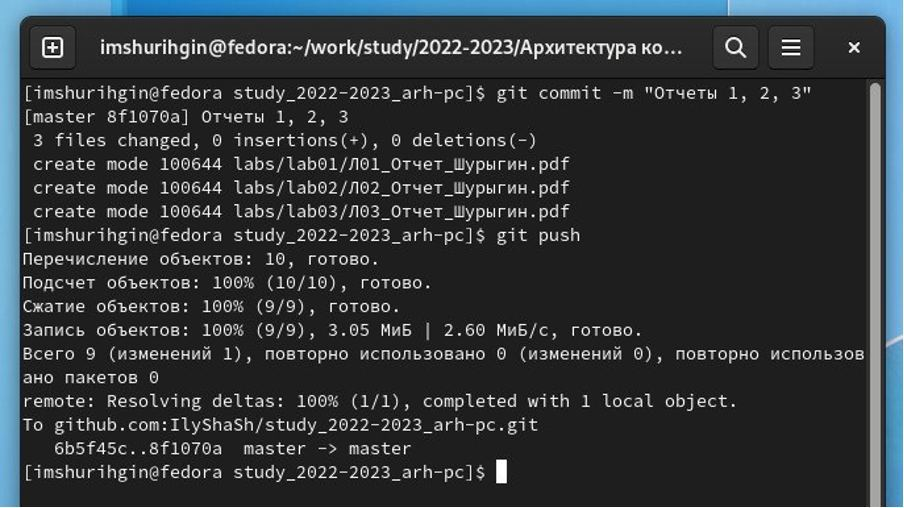 imshurihgin@fedora:~/work/study/2022-2023/Архитектура ко...
[imshurihgin@fedora study_2022-2023_arh-pc]$ git commit -m "Отчеты 1, 2, 3"
[master 8f1070a] Отчеты 1, 2, 3
 3 files changed, 0 insertions(+), 0 deletions(-)
 create mode 100644 labs/lab01/Л01_Отчет_Шурыгин.pdf
 create mode 100644 labs/lab02/Л02_Отчет_Шурыгин.pdf
 create mode 100644 labs/lab03/Л03_Отчет_Шурыгин.pdf
[imshurihgin@fedora study_2022-2023_arh-pc]$ git push
Перечисление объектов: 10, готово.
Подсчет объектов: 100% (10/10), готово.
Сжатие объектов: 100% (9/9), готово.
Запись объектов: 100% (9/9), 3.05 МиБ | 2.60 МиБ/с, готово.
Всего 9 (изменений 1), повторно использовано 0 (изменений 0), повторно использов
ано пакетов 0
remote: Resolving deltas: 100% (1/1), completed with 1 local object.
To github.com:IlyShaSh/study_2022-2023_arh-pc.git
   6b5f45c..8f1070a  master -> master
[imshurihgin@fedora study_2022-2023_arh-pc]$